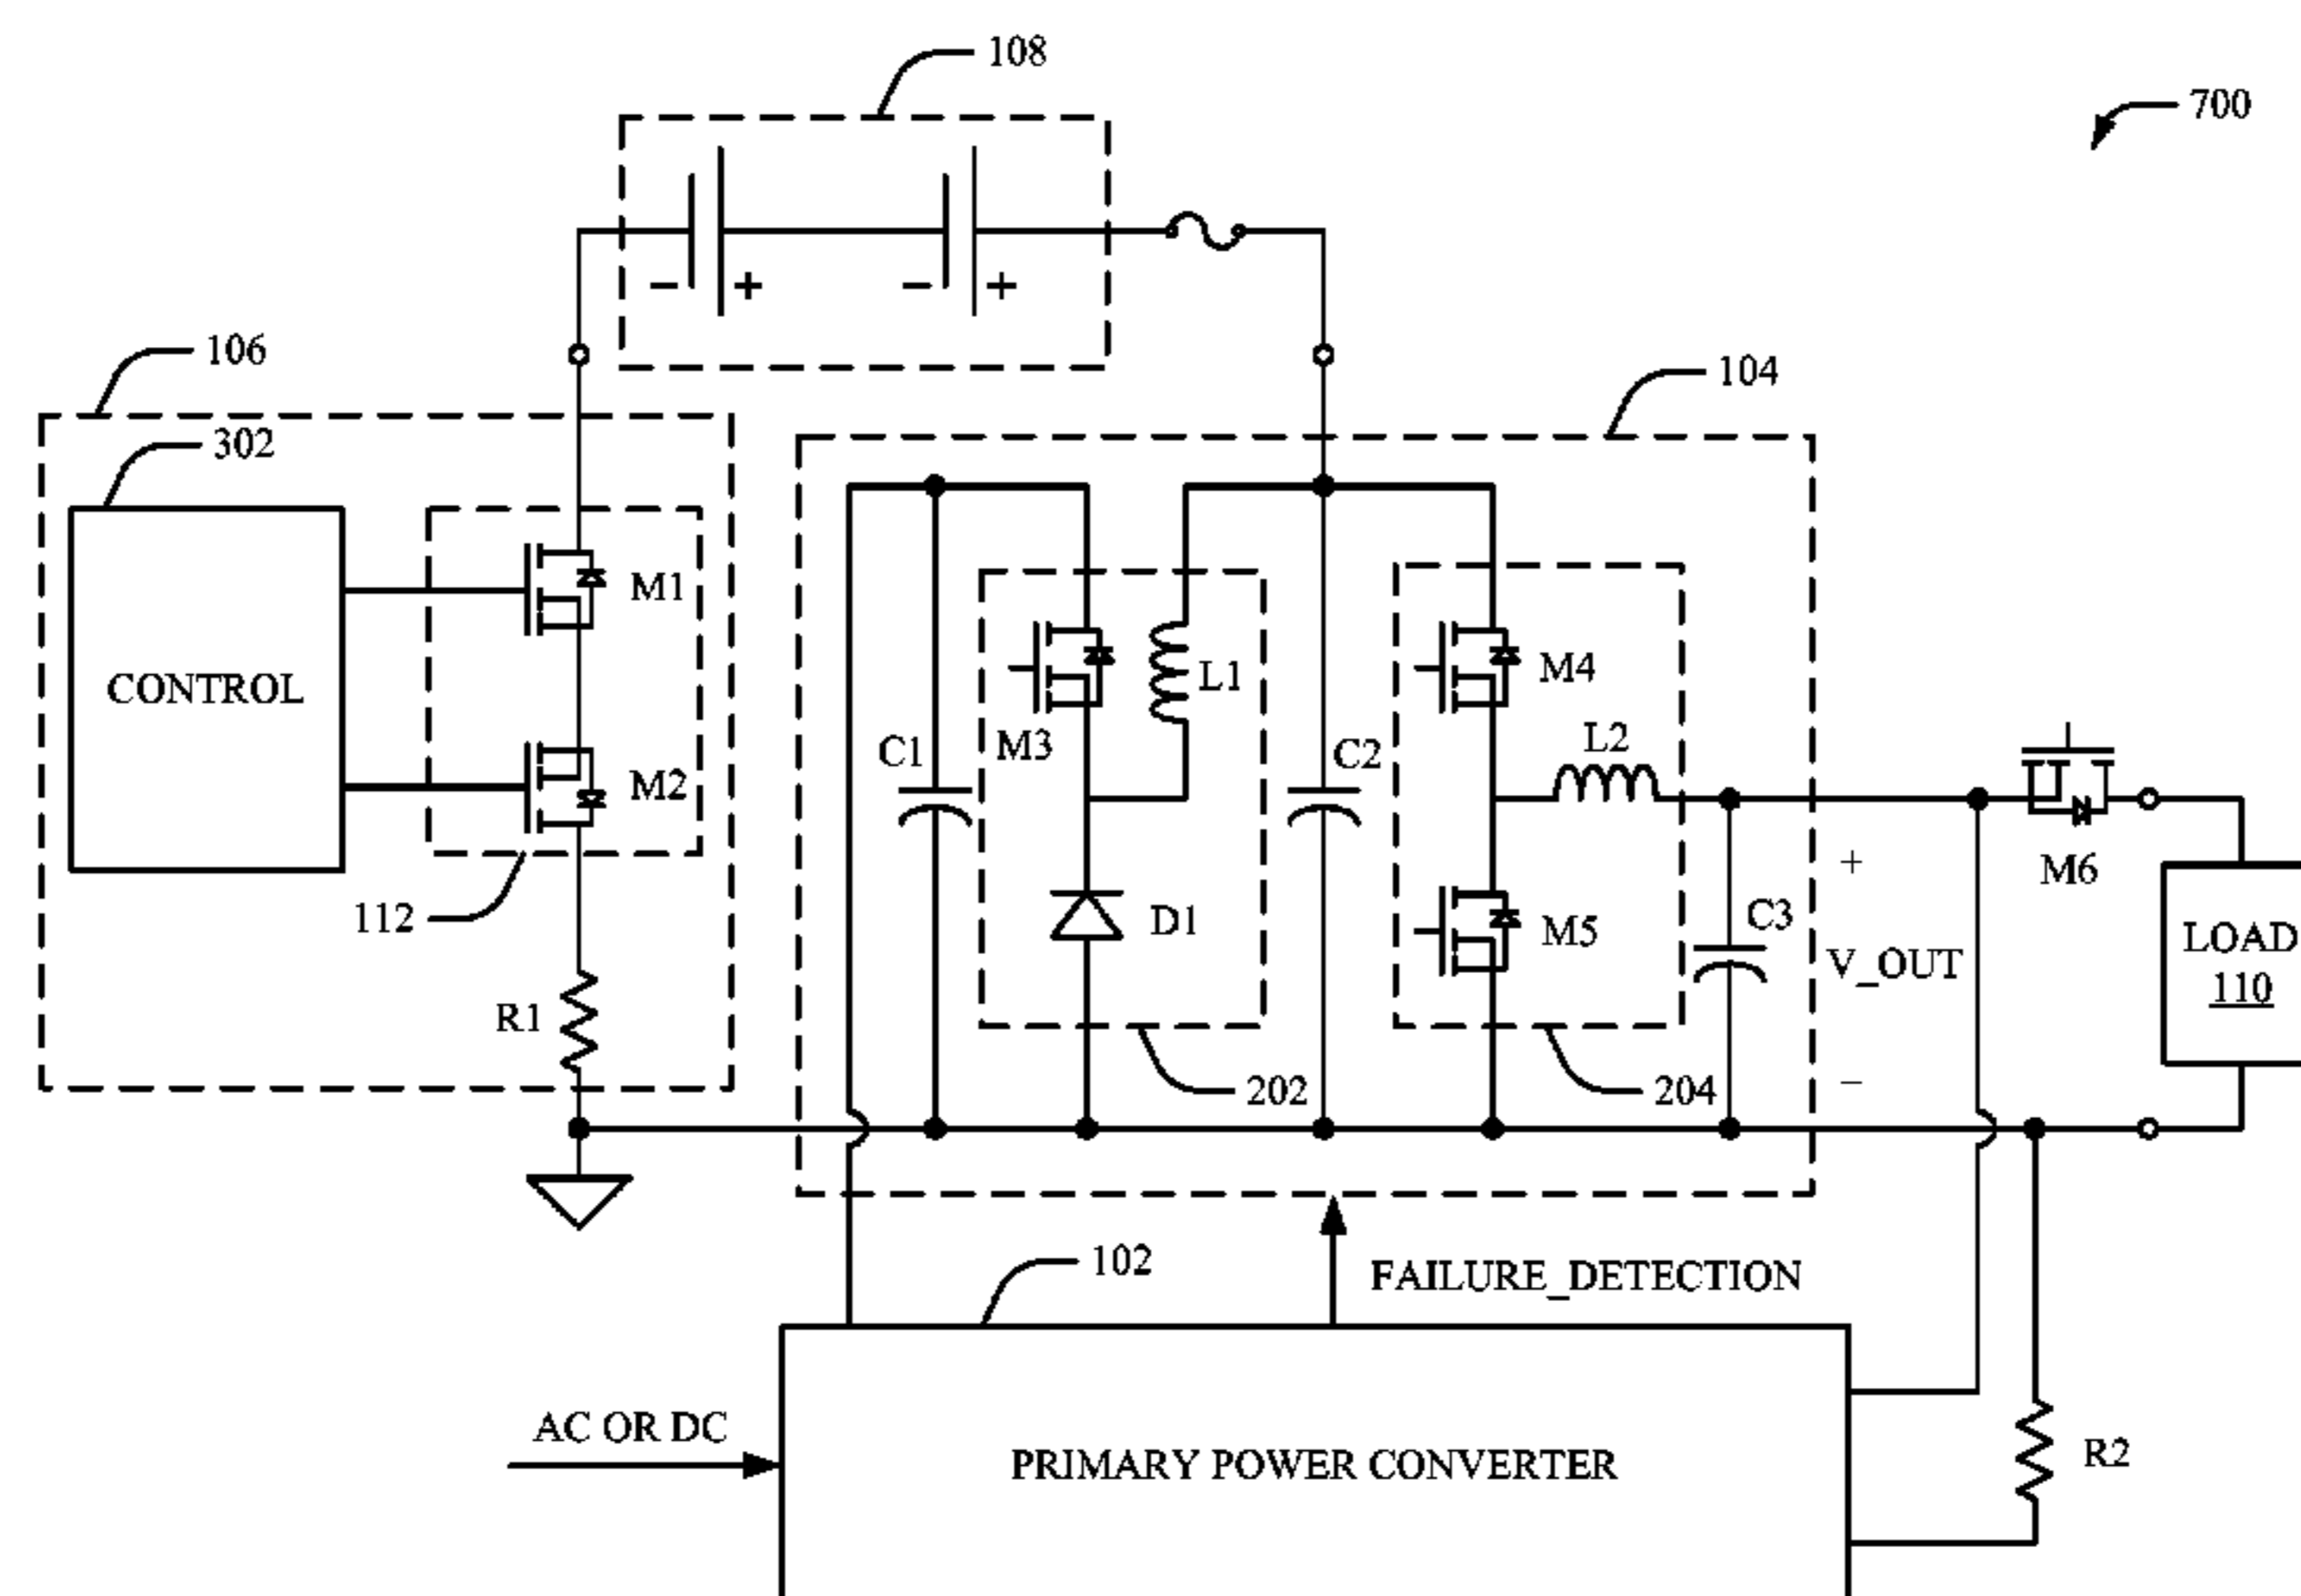 108
700
− + − +
106
104
302
M1
CONTROL
M4
L1
L2
C1
M3
C2
M2
+
M6
112
D1
M5
C3
LOAD
V_OUT
110
R1
202
204
−
102
FAILURE_DETECTION
AC OR DC
PRIMARY POWER CONVERTER
R2